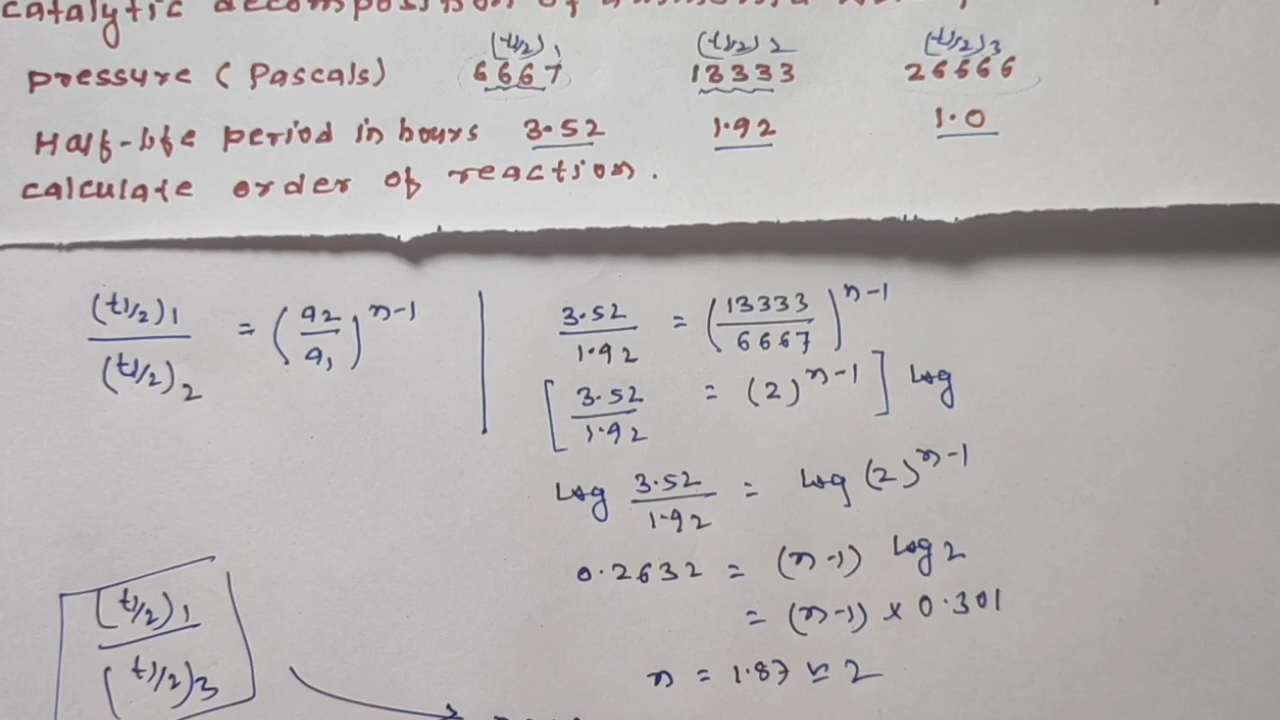 catalytic decomposition of
(t1/2)1 (t1/2)2 (t1/2)3
pressure (Pascals) 6667 13333 26666
Half-life period in hours 3.52 1.92 1.0
calculate order of reaction.
(t1/2)1 / (t1/2)2 = (a2/a1)^n-1
3.52/1.92 = (13333/6667)^n-1
[3.52/1.92 = (2)^n-1] Log
Log 3.52/1.92 = log (2)^n-1
0.2632 = (n-1) log 2
= (n-1) x 0.301
n = 1.87 ≃ 2
(t1/2)1 / (t1/2)3